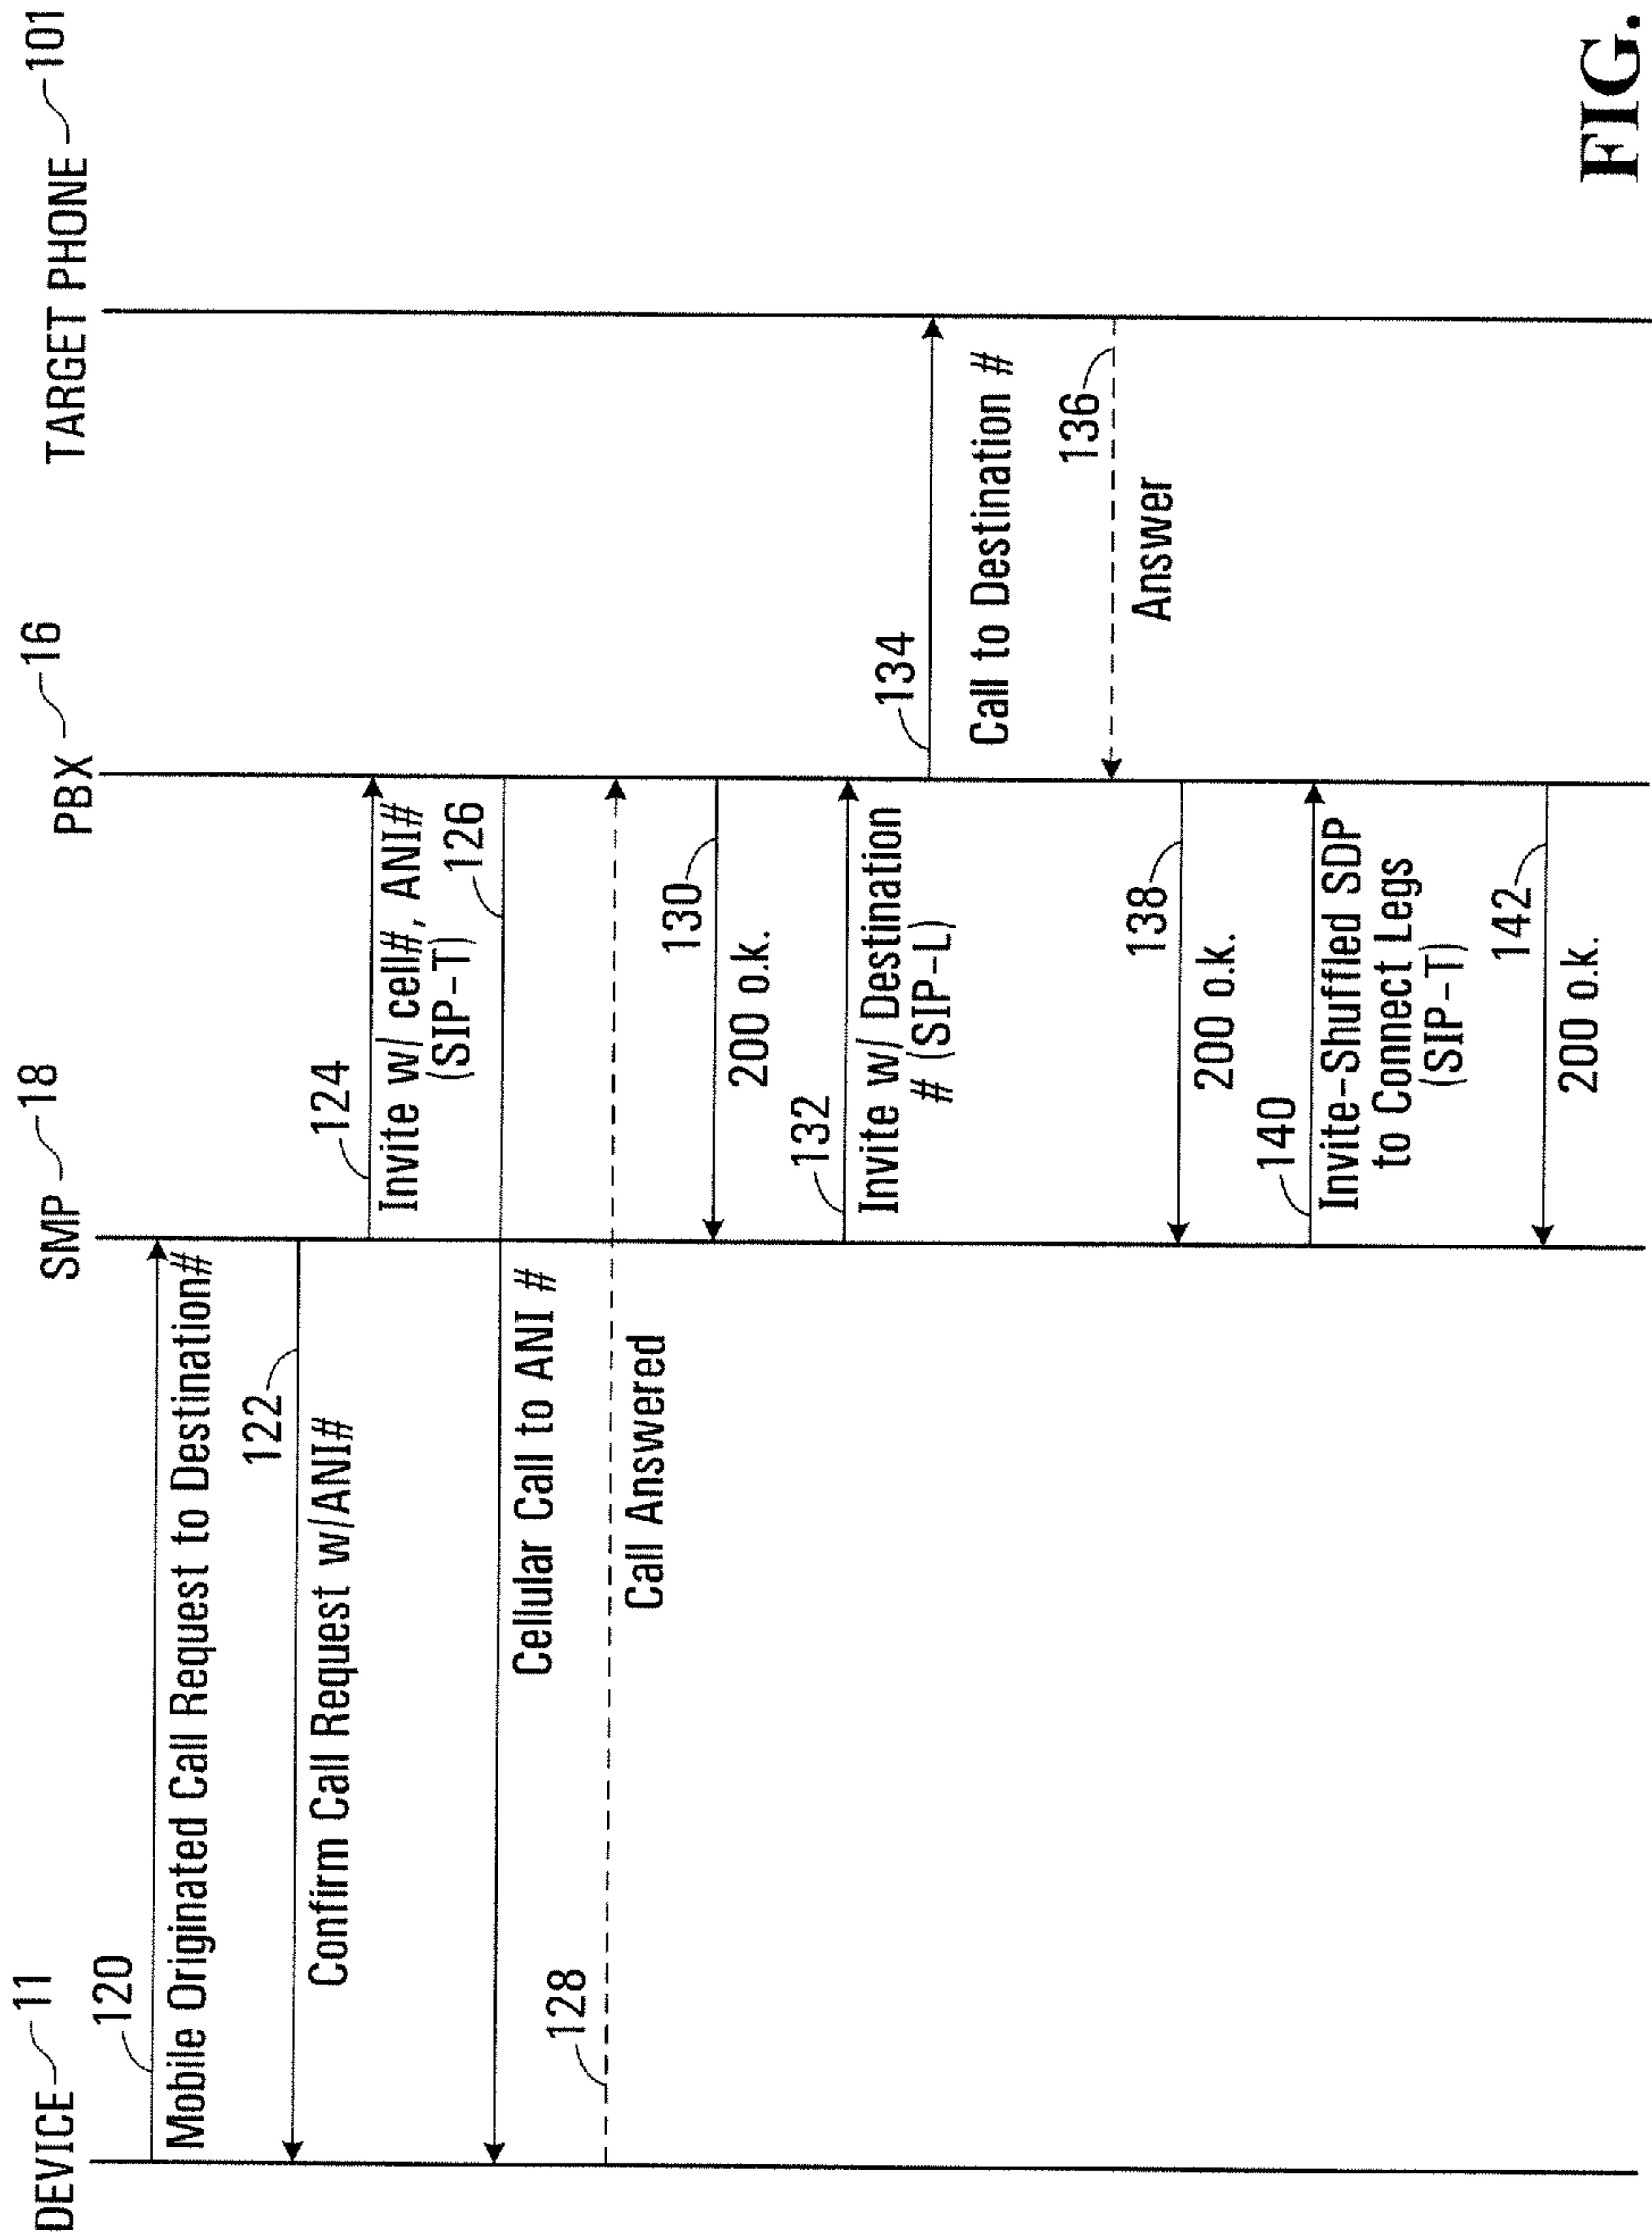 DEVICE 11
SMP 18
PBX 16
TARGET PHONE 101
120
Mobile Originated Call Request to Destination#
122
Confirm Call Request w/ANI#
124
Invite w/ cell#, ANI#
(SIP-T)
126
Cellular Call to ANI #
128
Call Answered
130
200 o.k.
132
Invite w/ Destination
# (SIP-L)
134
Call to Destination #
136
Answer
138
200 o.k.
140
Invite-Shuffled SDP
to Connect Legs
(SIP-T)
142
200 o.k.
FIG.